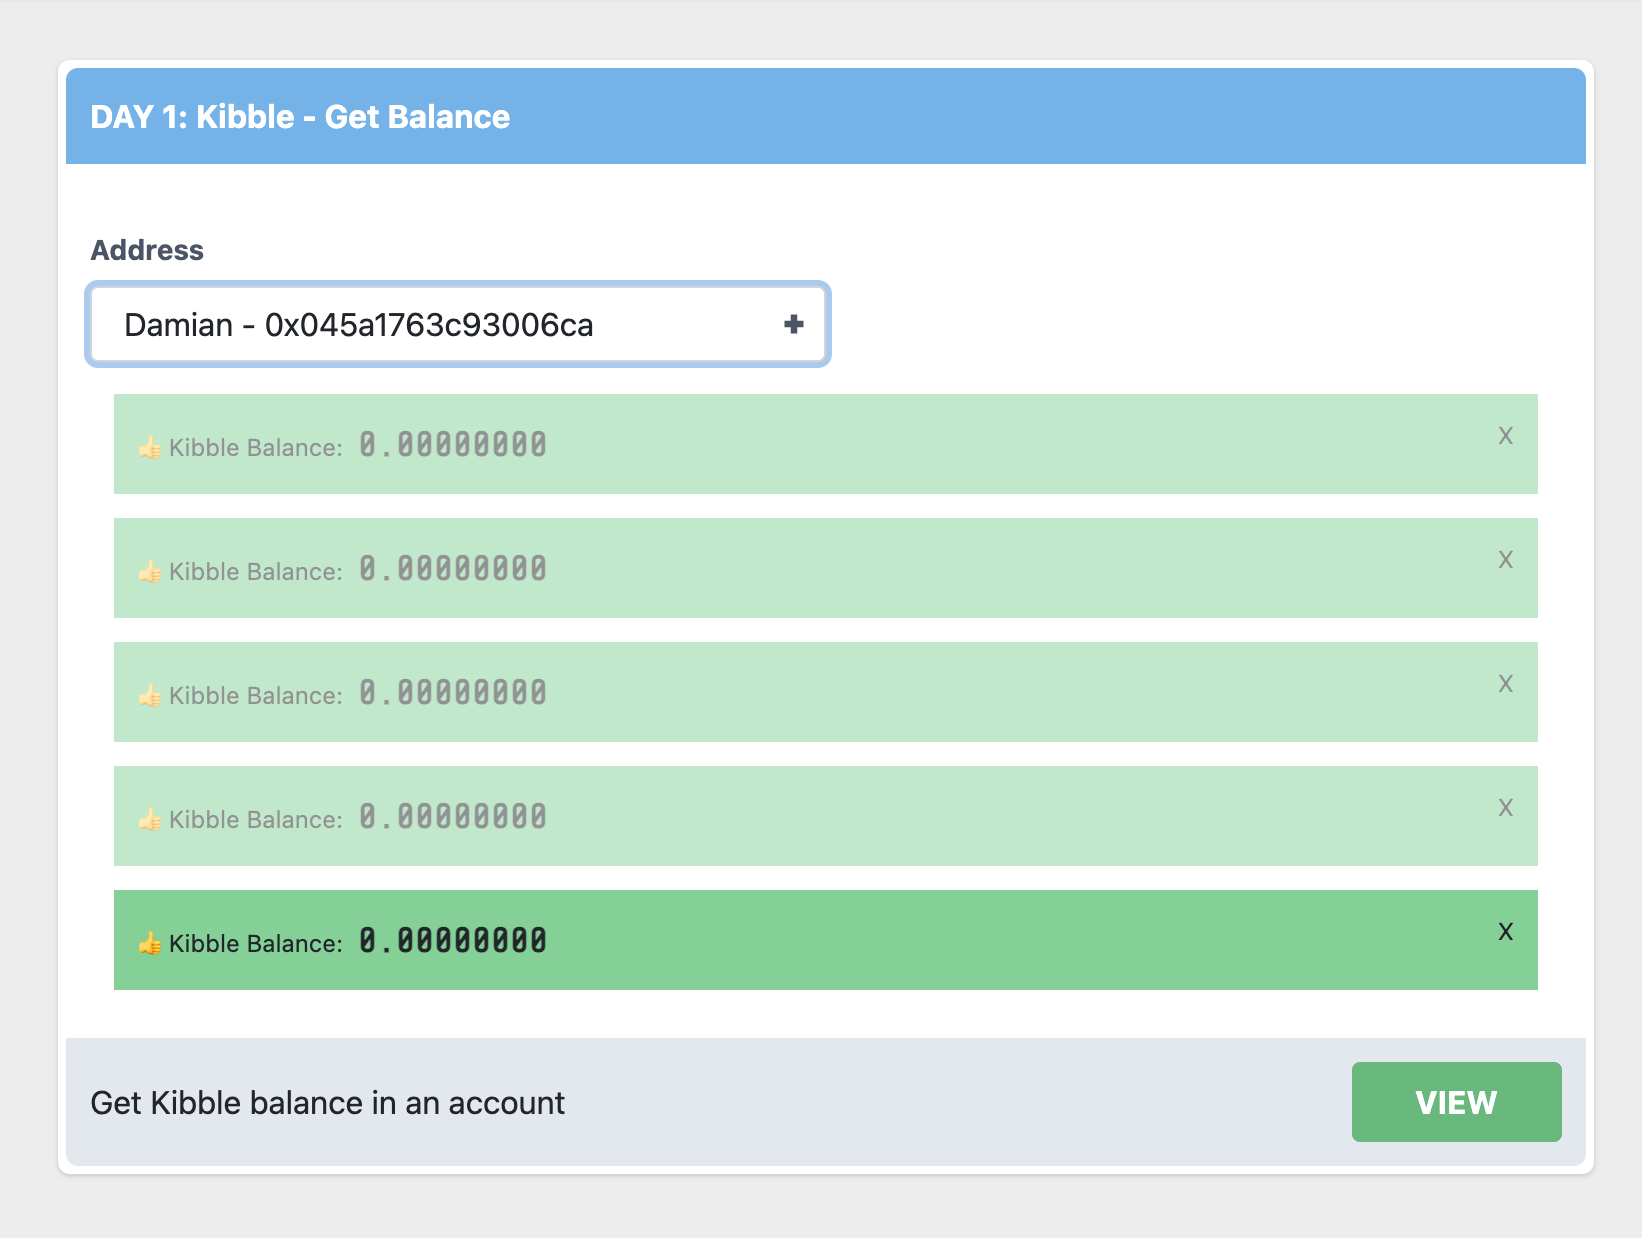 DAY 1: Kibble - Get Balance
Address
Damian - 0x045a1763c93006ca
👍 Kibble Balance: 0.00000000 X
👍 Kibble Balance: 0.00000000 X
👍 Kibble Balance: 0.00000000 X
👍 Kibble Balance: 0.00000000 X
👍 Kibble Balance: 0.00000000 X
Get Kibble balance in an account VIEW